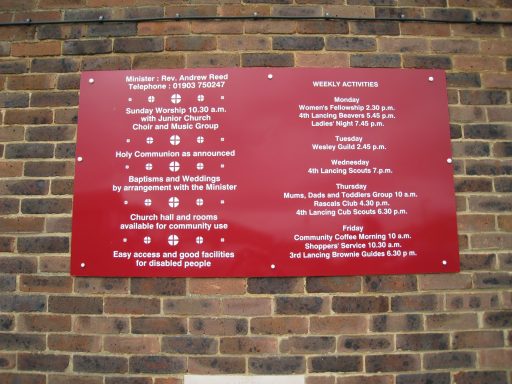 Minister : Rev. Andrew Reed
Telephone : 01903 750247
Sunday Worship 10.30 a.m.
with Junior Church
Choir and Music Group
Holy Communion as announced
Baptisms and Weddings
by arrangement with the Minister
Church hall and rooms
available for community use
Easy access and good facilities
for disabled people
WEEKLY ACTIVITIES
Monday
Women's Fellowship 2.30 p.m.
4th Lancing Beavers 5.45 p.m.
Ladies' Night 7.45 p.m.
Tuesday
Wesley Guild 2.45 p.m.
Wednesday
4th Lancing Scouts 7.p.m.
Thursday
Mums, Dads and Toddlers Group 10 a.m.
Rascals Club 4.30 p.m.
4th Lancing Cub Scouts 6.30 p.m.
Friday
Community Coffee Morning 10 a.m.
Shoppers' Service 10.30 a.m.
3rd Lancing Brownie Guides 6.30 p.m.